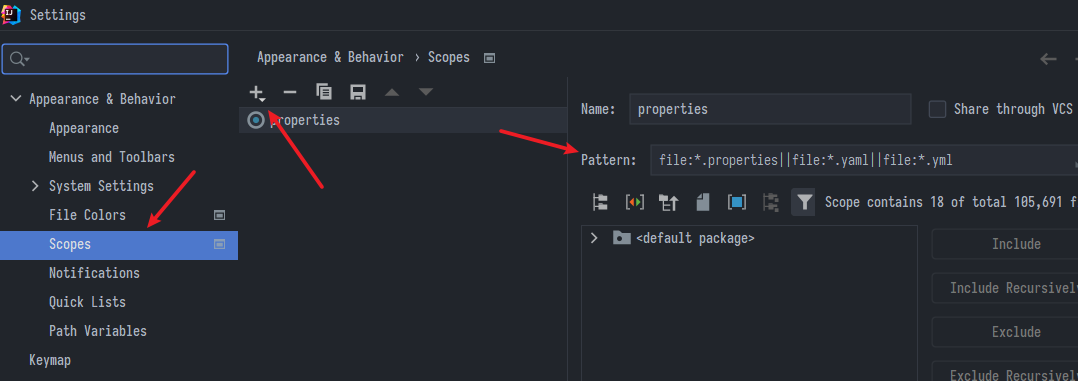 Settings
Appearance & Behavior › Scopes
Appearance & Behavior
Appearance
Menus and Toolbars
System Settings
File Colors
Scopes
Notifications
Quick Lists
Path Variables
Keymap
properties
Name: properties Share through VCS
Pattern: file:*.properties||file:*.yaml||file:*.yml
Scope contains 18 of total 105,691 f
<default package>
Include
Include Recursively
Exclude
Exclude Recursively